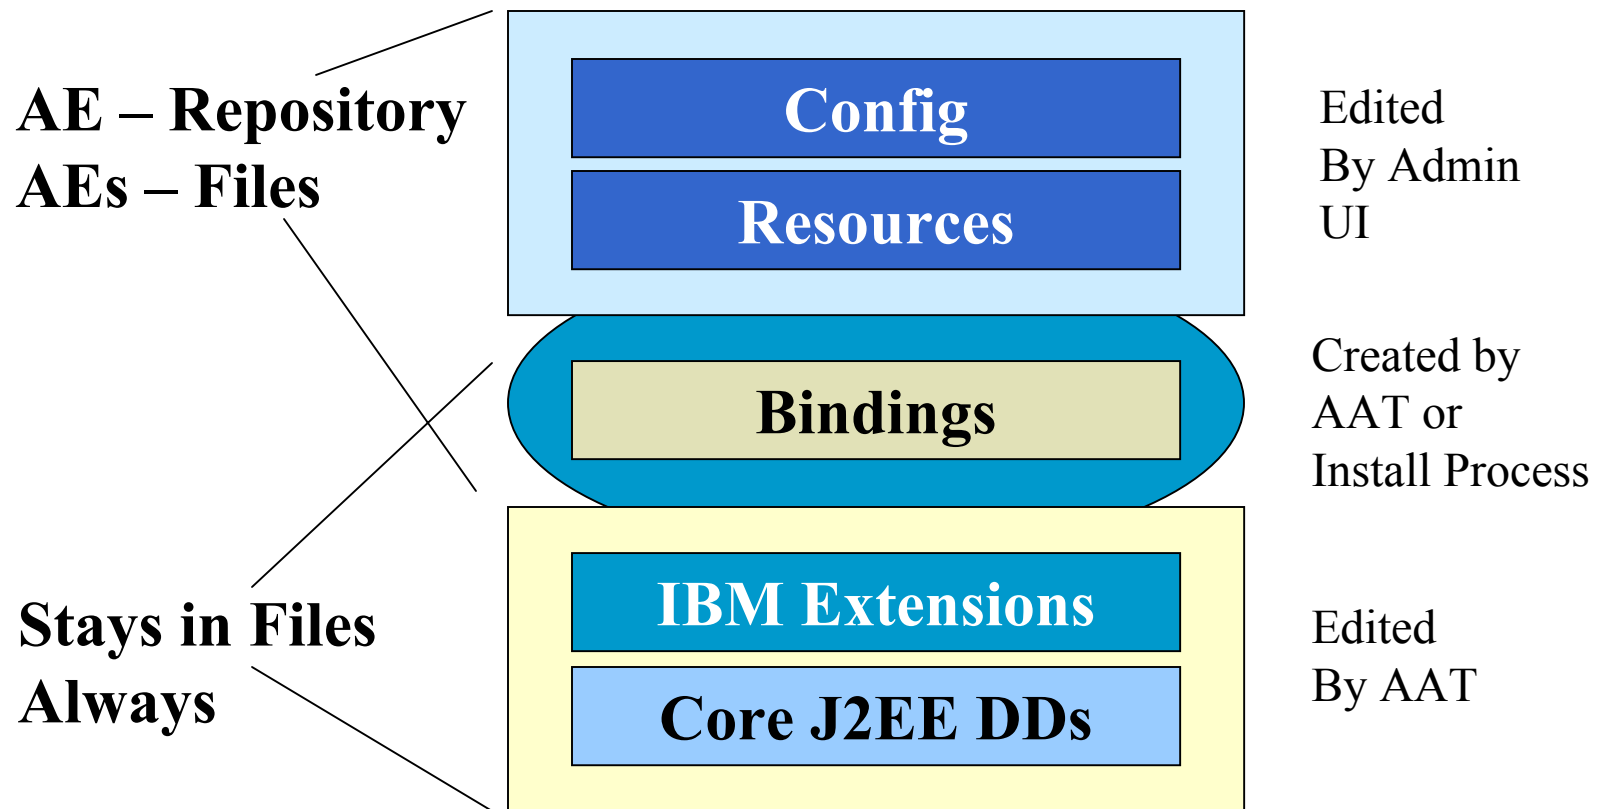 AE – Repository
AEs – Files
Config
Resources
Edited
By Admin
UI
Bindings
Created by
AAT or
Install Process
Stays in Files
Always
IBM Extensions
Core J2EE DDs
Edited
By AAT